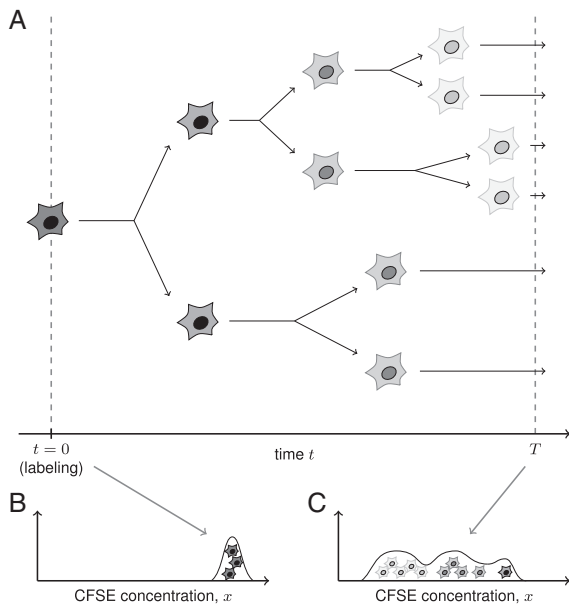 A
t = 0
(labeling)
time t
T
B
C
CFSE concentration, x
CFSE concentration, x